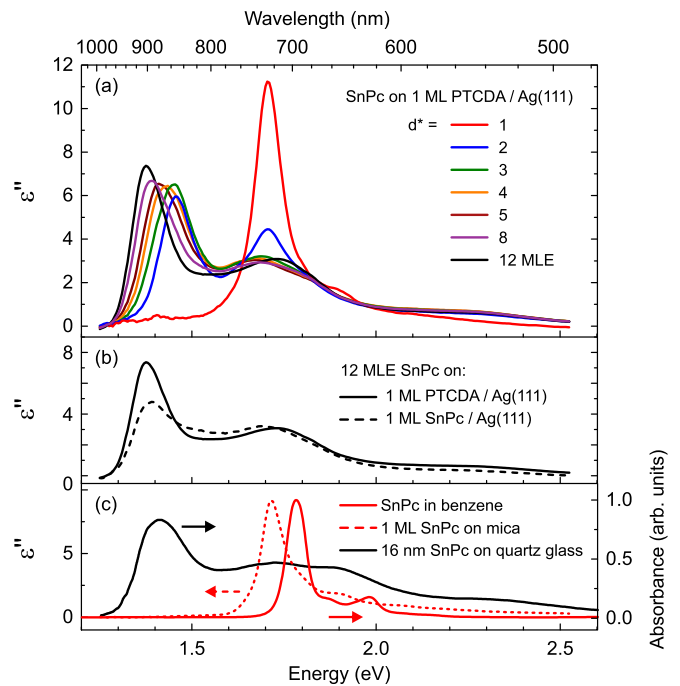 Wavelength (nm)
1000 900 800 700 600 500
12
10
8
6
4
2
0
ε"
(a)
SnPc on 1 ML PTCDA / Ag(111)
d* =
1
2
3
4
5
8
12 MLE
8
4
0
ε"
(b)
12 MLE SnPc on:
1 ML PTCDA / Ag(111)
1 ML SnPc / Ag(111)
5
0
ε"
(c)
SnPc in benzene
1 ML SnPc on mica
16 nm SnPc on quartz glass
1.0
0.5
0.0
Absorbance (arb. units)
1.5 2.0 2.5
Energy (eV)